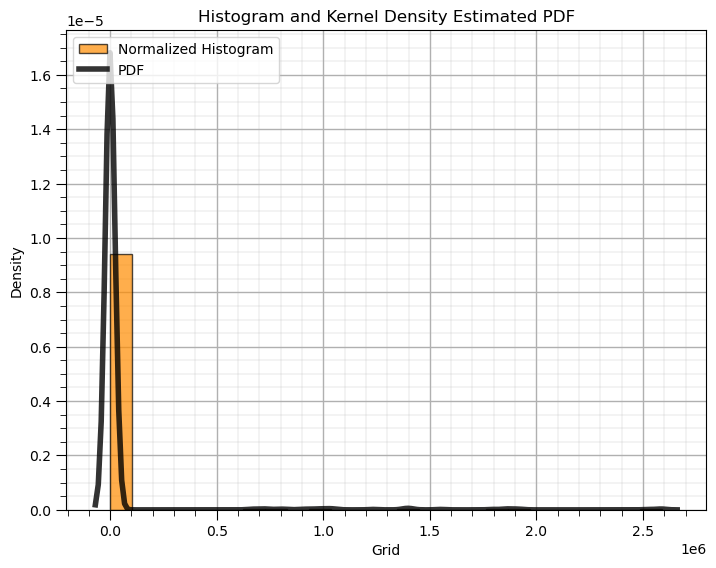 Histogram and Kernel Density Estimated PDF
1e−5
Normalized Histogram
PDF
1.6
1.4
1.2
1.0
0.8
0.6
0.4
0.2
0.0
Density
0.0 0.5 1.0 1.5 2.0 2.5
1e6
Grid